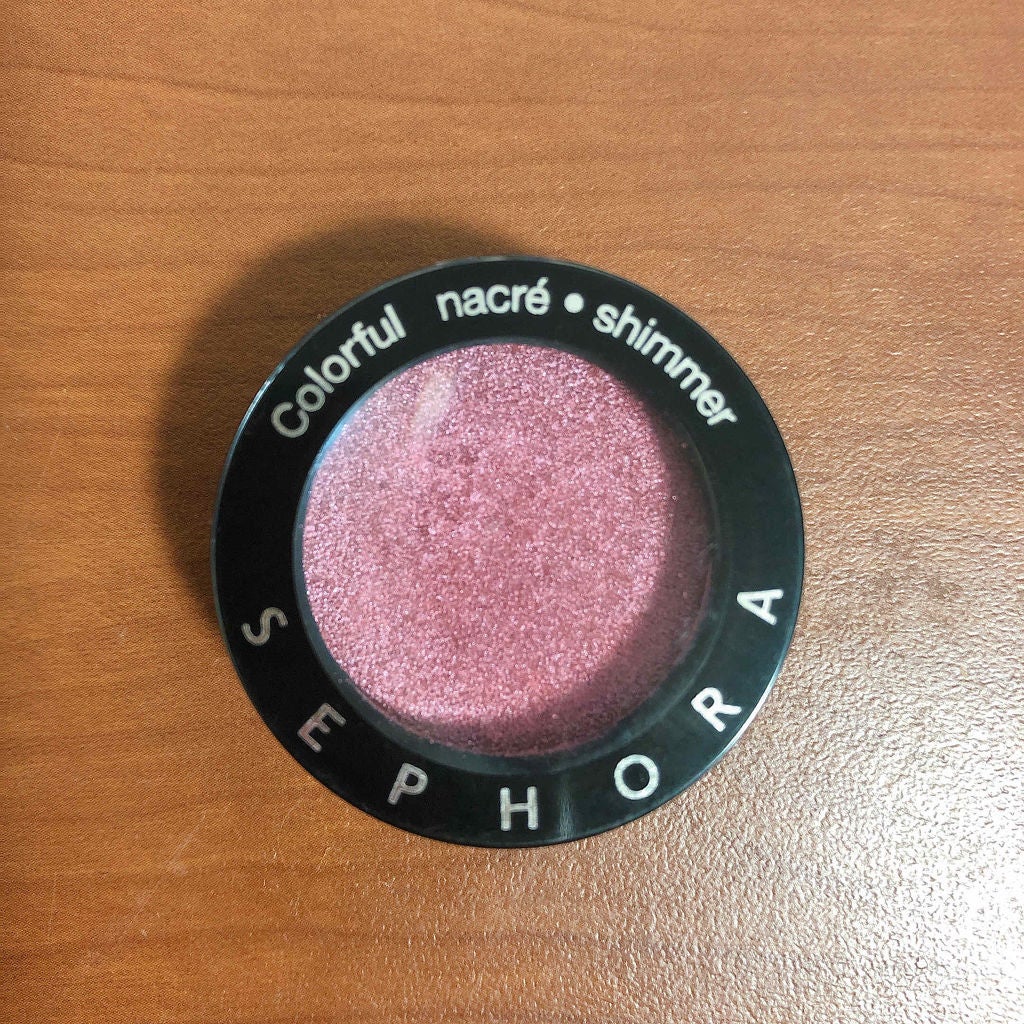 Colorful nacré • shimmer
SEPHORA